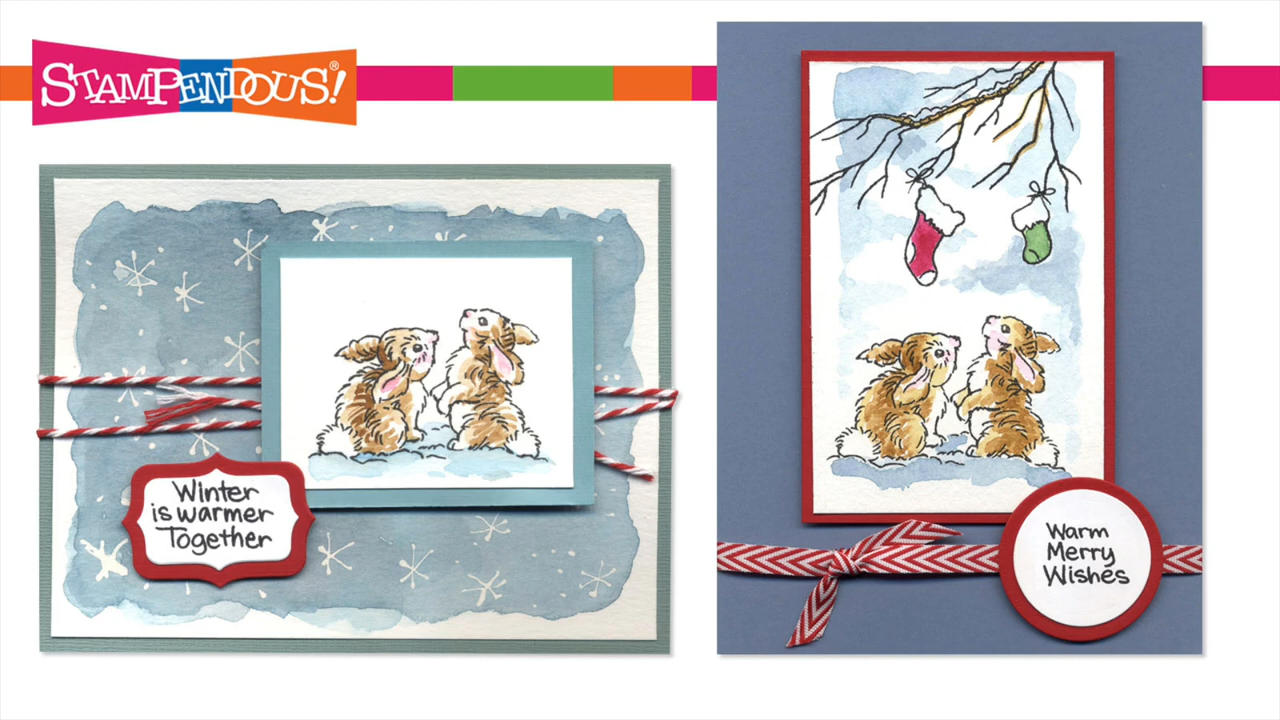 STAMPENDOUS!®
Winter
is warmer
Together
Warm
Merry
Wishes